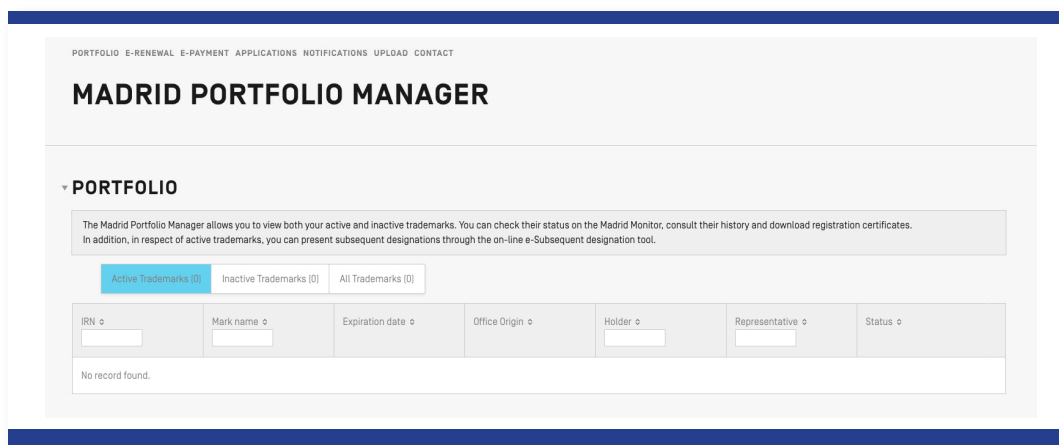 PORTFOLIO E-RENEWAL E-PAYMENT APPLICATIONS NOTIFICATIONS UPLOAD CONTACT
MADRID PORTFOLIO MANAGER
PORTFOLIO
The Madrid Portfolio Manager allows you to view both your active and inactive trademarks. You can check their status on the Madrid Monitor, consult their history and download registration certificates.
In addition, in respect of active trademarks, you can present subsequent designations through the on-line e-Subsequent designation tool.
Active Trademarks (0) Inactive Trademarks (0) All Trademarks (0)
IRN Mark name Expiration date Office Origin Holder Representative Status
No record found.